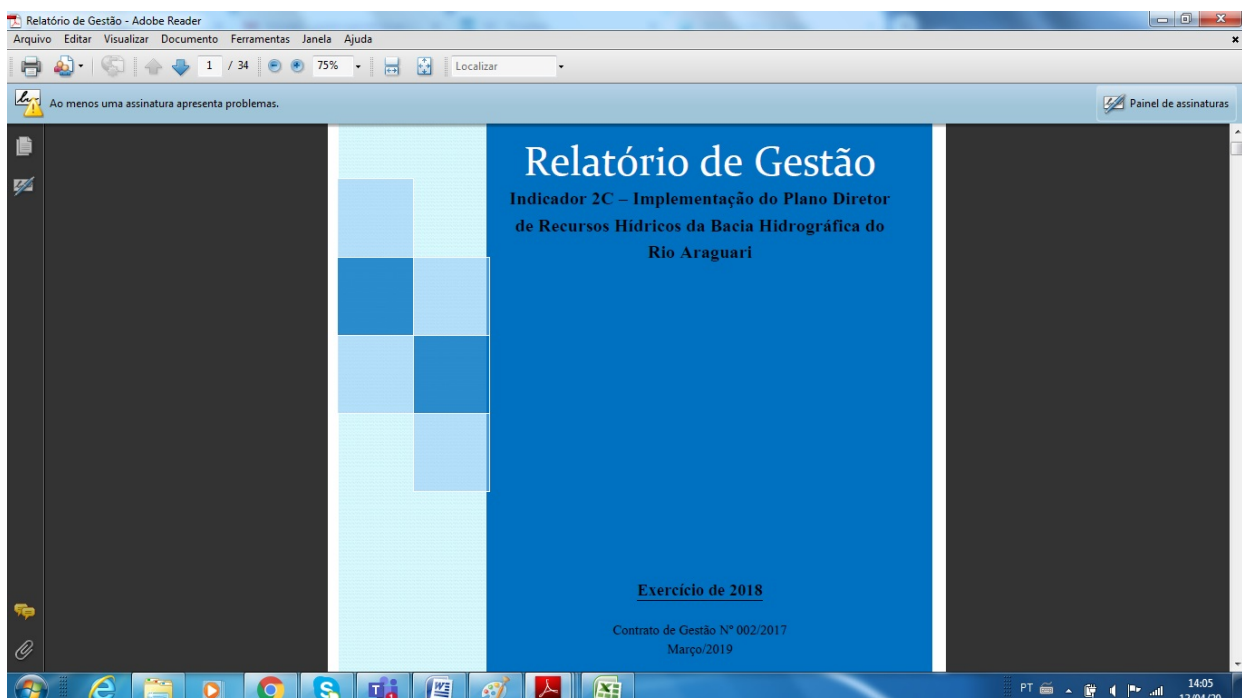 Relatório de Gestão - Adobe Reader
Arquivo Editar Visualizar Documento Ferramentas Janela Ajuda
1 / 34 75% Localizar
Ao menos uma assinatura apresenta problemas.
Painel de assinaturas
Relatório de Gestão
Indicador 2C – Implementação do Plano Diretor
de Recursos Hídricos da Bacia Hidrográfica do
Rio Araguari
Exercício de 2018
Contrato de Gestão Nº 002/2017
Março/2019
PT
14:05